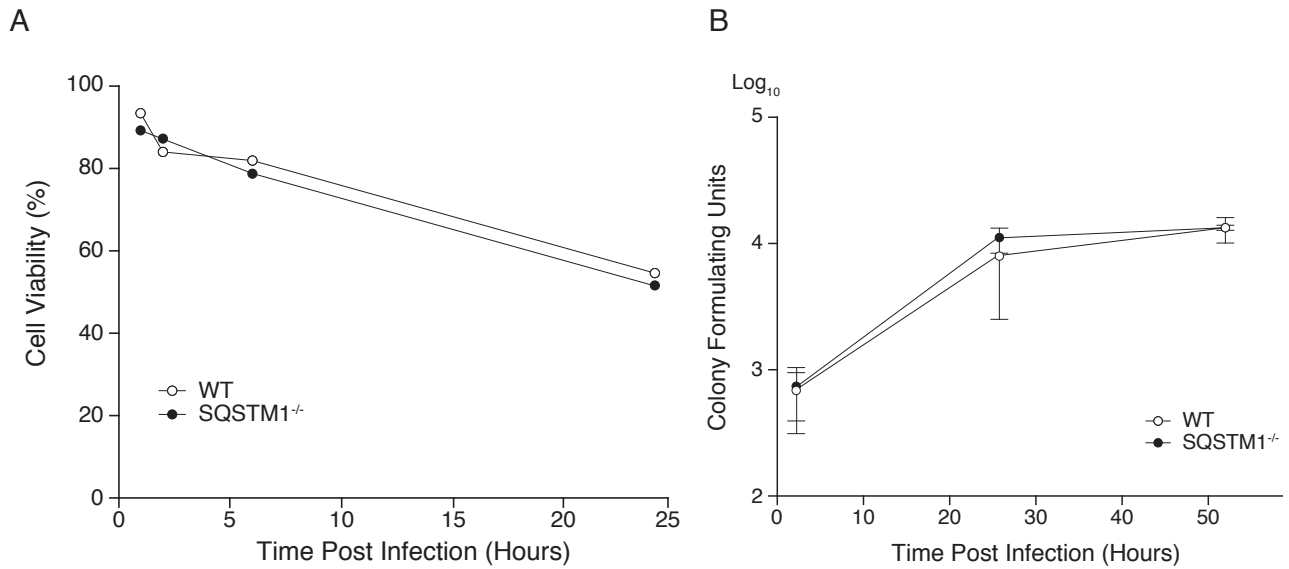 A
100
80
60
40
20
0
Cell Viability (%)
WT
SQSTM1-/-
0 5 10 15 20 25
Time Post Infection (Hours)
B
Log10
5
4
3
2
Colony Formulating Units
WT
SQSTM1-/-
0 10 20 30 40 50
Time Post Infection (Hours)